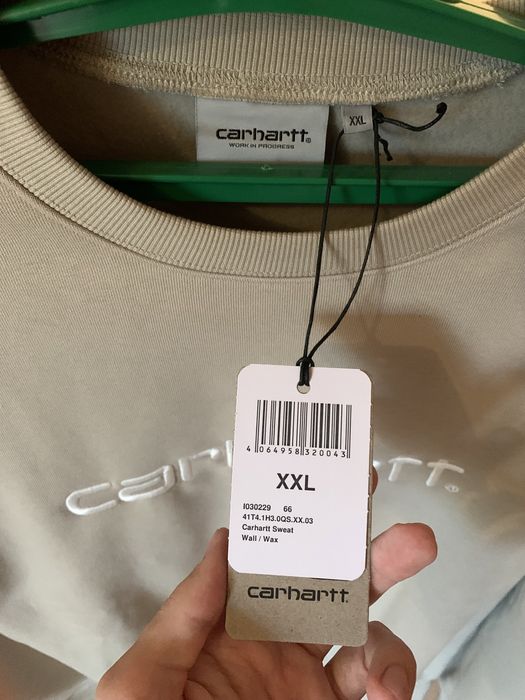 carhartt®
WORK IN PROGRESS
XXL
4 064958 320043
XXL
I030229 66
41T4.1H3.0QS.XX.03
Carhartt Sweat
Wall / Wax
carhartt.